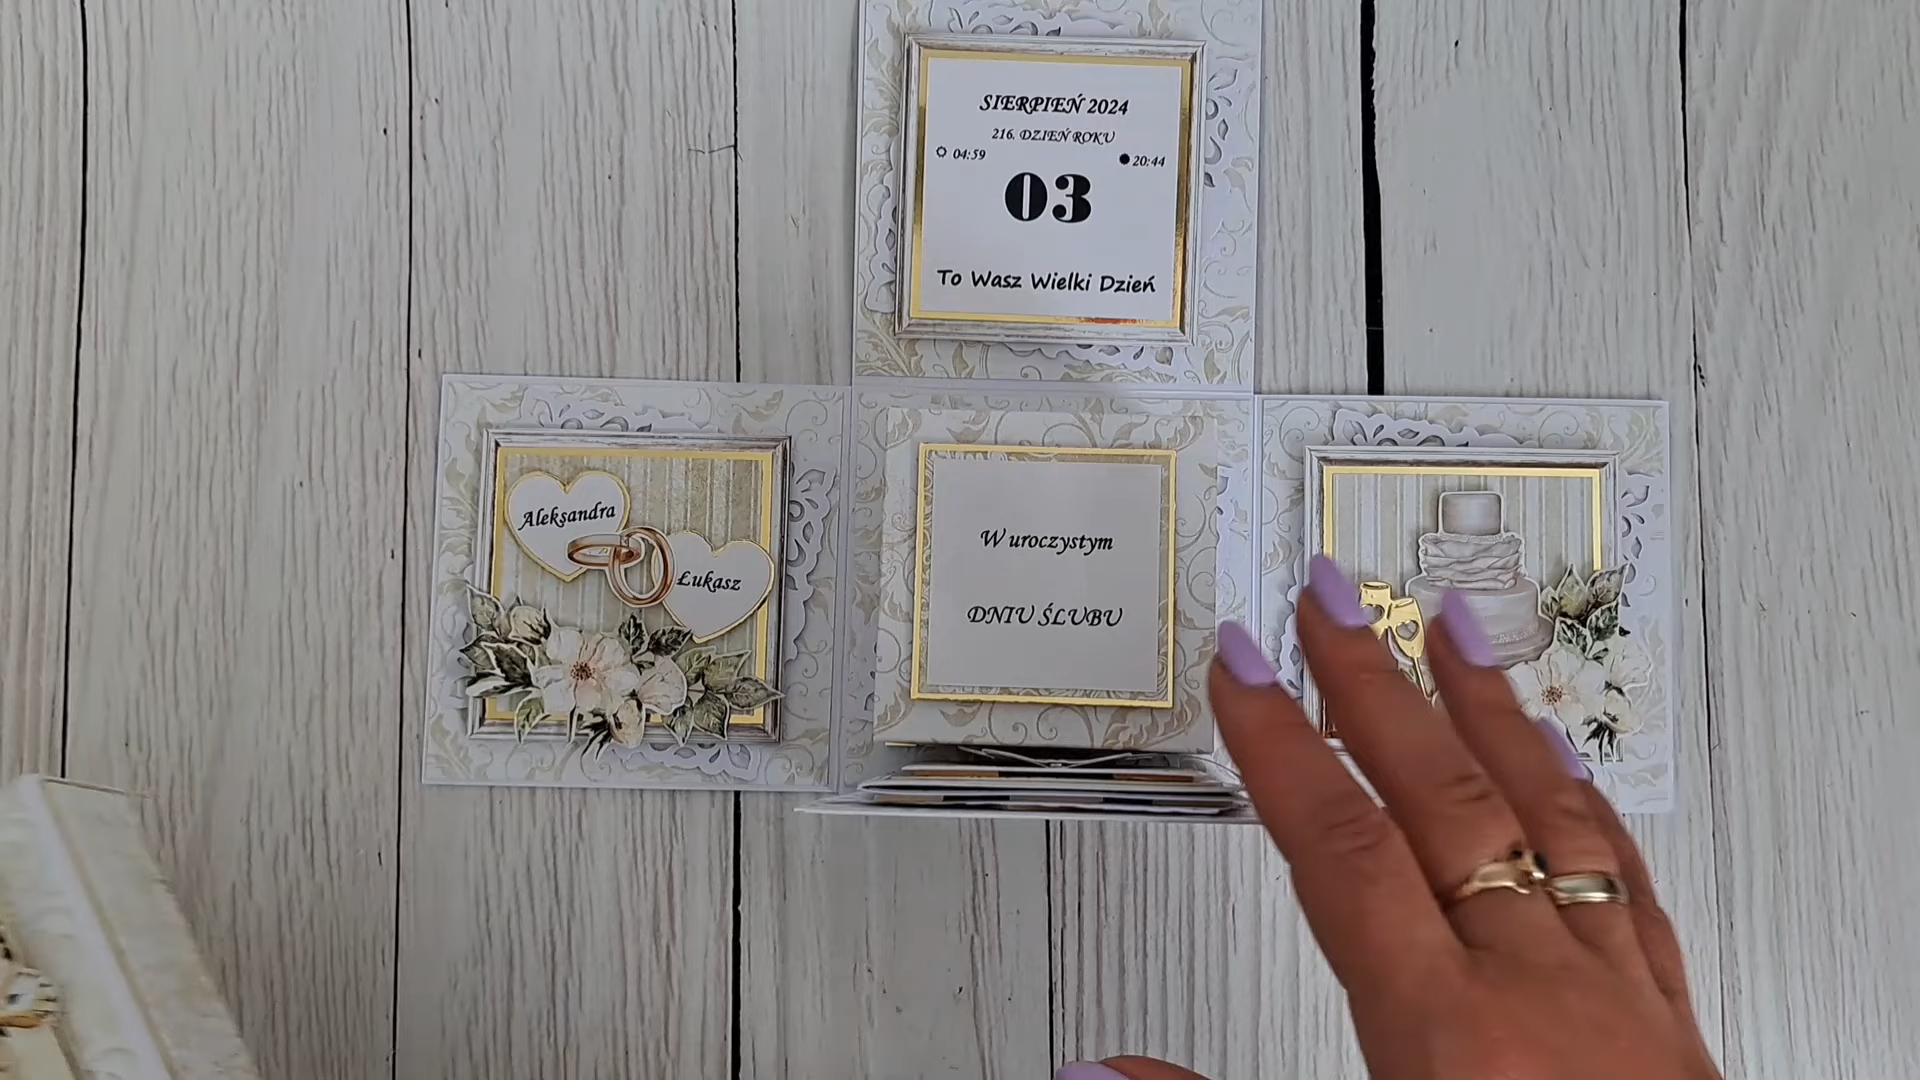 SIERPIEŃ 2024
216. DZIEŃ ROKU
04:59
20:44
03
To Wasz Wielki Dzień
Aleksandra
Łukasz
W uroczystym
DNIU ŚLUBU